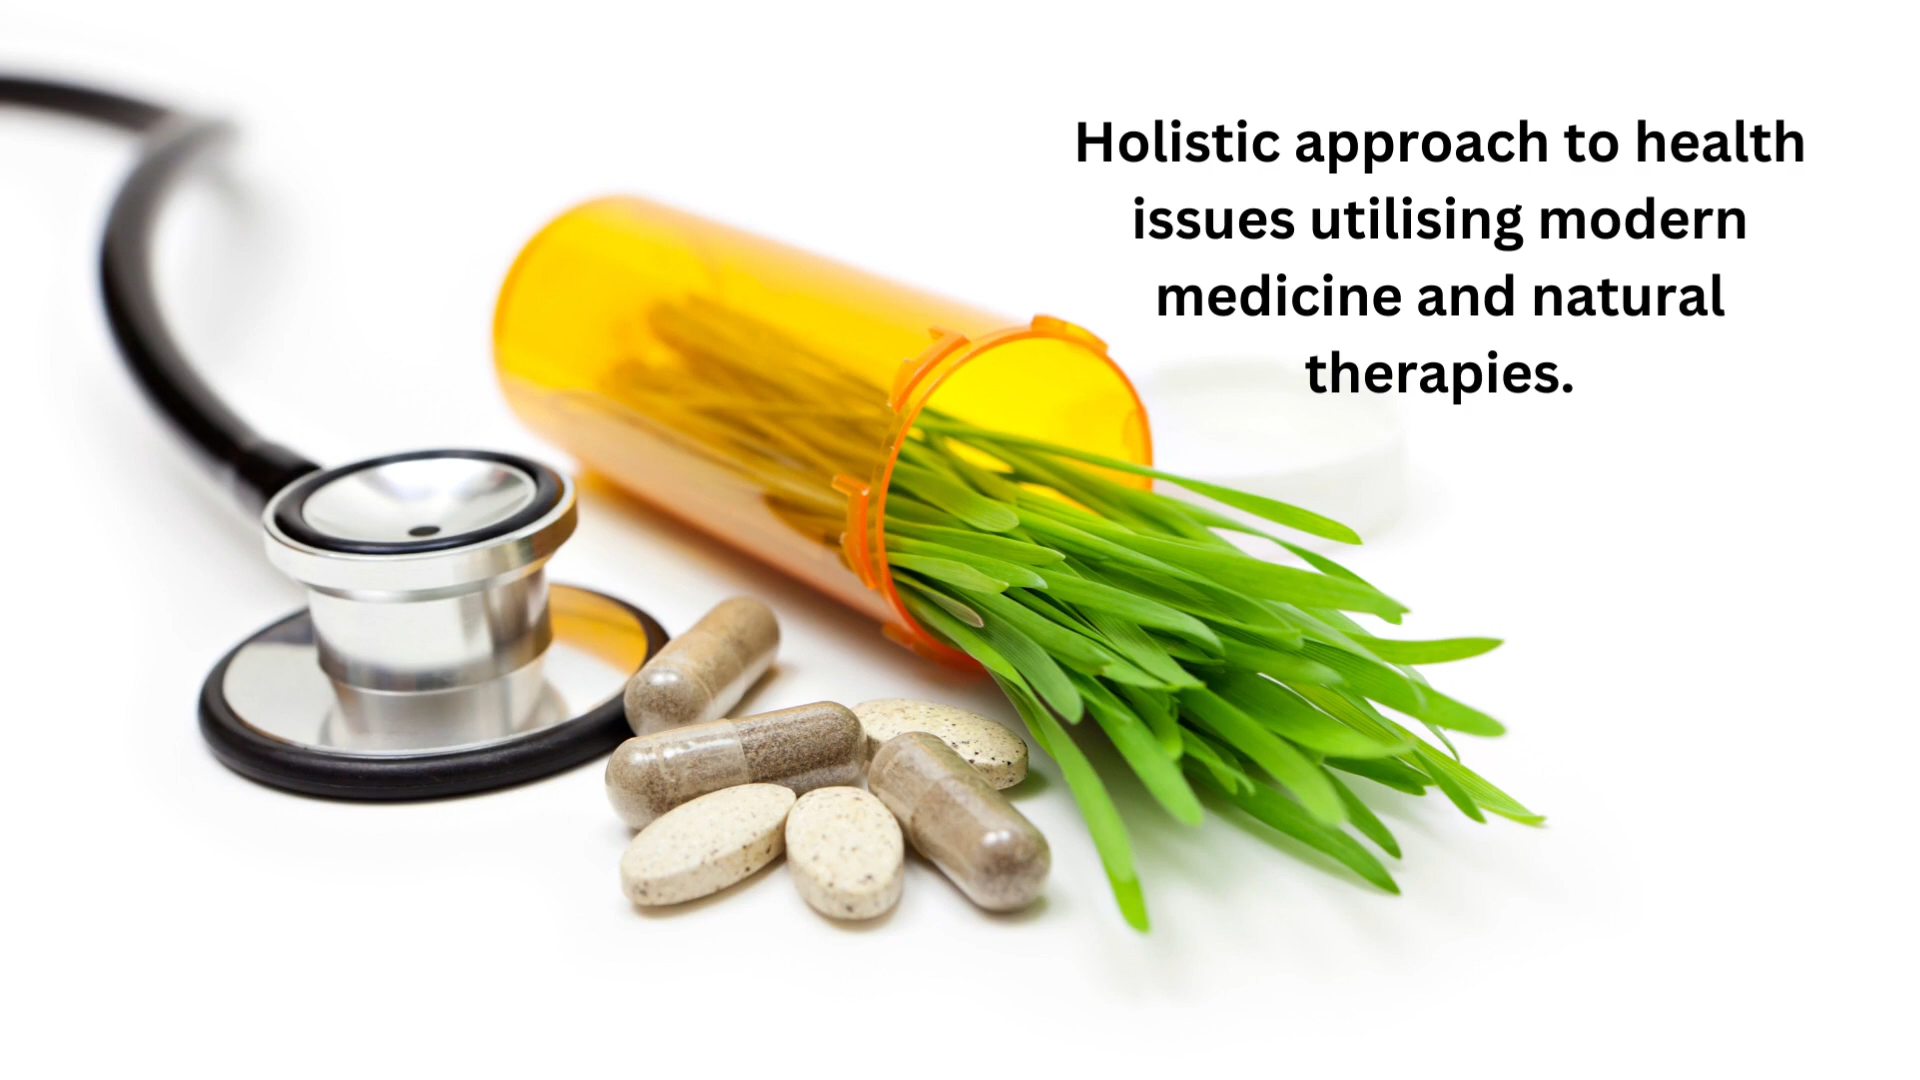 Holistic approach to health
issues utilising modern
medicine and natural
therapies.